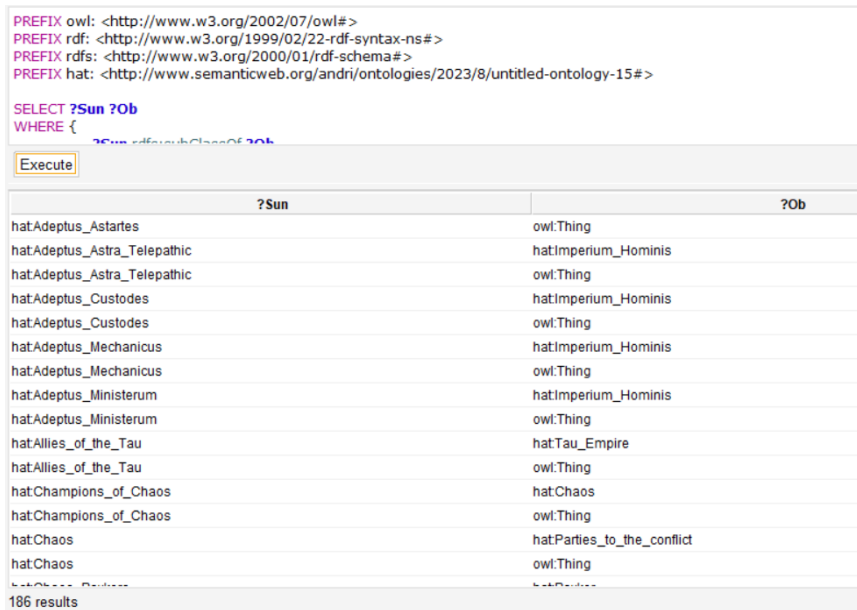 PREFIX owl: <http://www.w3.org/2002/07/owl#>
PREFIX rdf: <http://www.w3.org/1999/02/22-rdf-syntax-ns#>
PREFIX rdfs: <http://www.w3.org/2000/01/rdf-schema#>
PREFIX hat: <http://www.semanticweb.org/andri/ontologies/2023/8/untitled-ontology-15#>
SELECT ?Sun ?Ob
WHERE {
?Sun rdfs:subClassOf ?Ob
Execute
?Sun ?Ob
hat:Adeptus_Astartes owl:Thing
hat:Adeptus_Astra_Telepathic hat:Imperium_Hominis
hat:Adeptus_Astra_Telepathic owl:Thing
hat:Adeptus_Custodes hat:Imperium_Hominis
hat:Adeptus_Custodes owl:Thing
hat:Adeptus_Mechanicus hat:Imperium_Hominis
hat:Adeptus_Mechanicus owl:Thing
hat:Adeptus_Ministerum hat:Imperium_Hominis
hat:Adeptus_Ministerum owl:Thing
hat:Allies_of_the_Tau hat:Tau_Empire
hat:Allies_of_the_Tau owl:Thing
hat:Champions_of_Chaos hat:Chaos
hat:Champions_of_Chaos owl:Thing
hat:Chaos hat:Parties_to_the_conflict
hat:Chaos owl:Thing
186 results